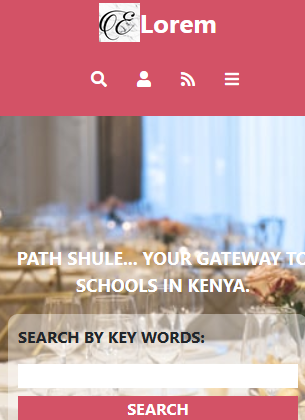 CE
Lorem
PATH SHULE... YOUR GATEWAY TO
SCHOOLS IN KENYA.
SEARCH BY KEY WORDS:
SEARCH